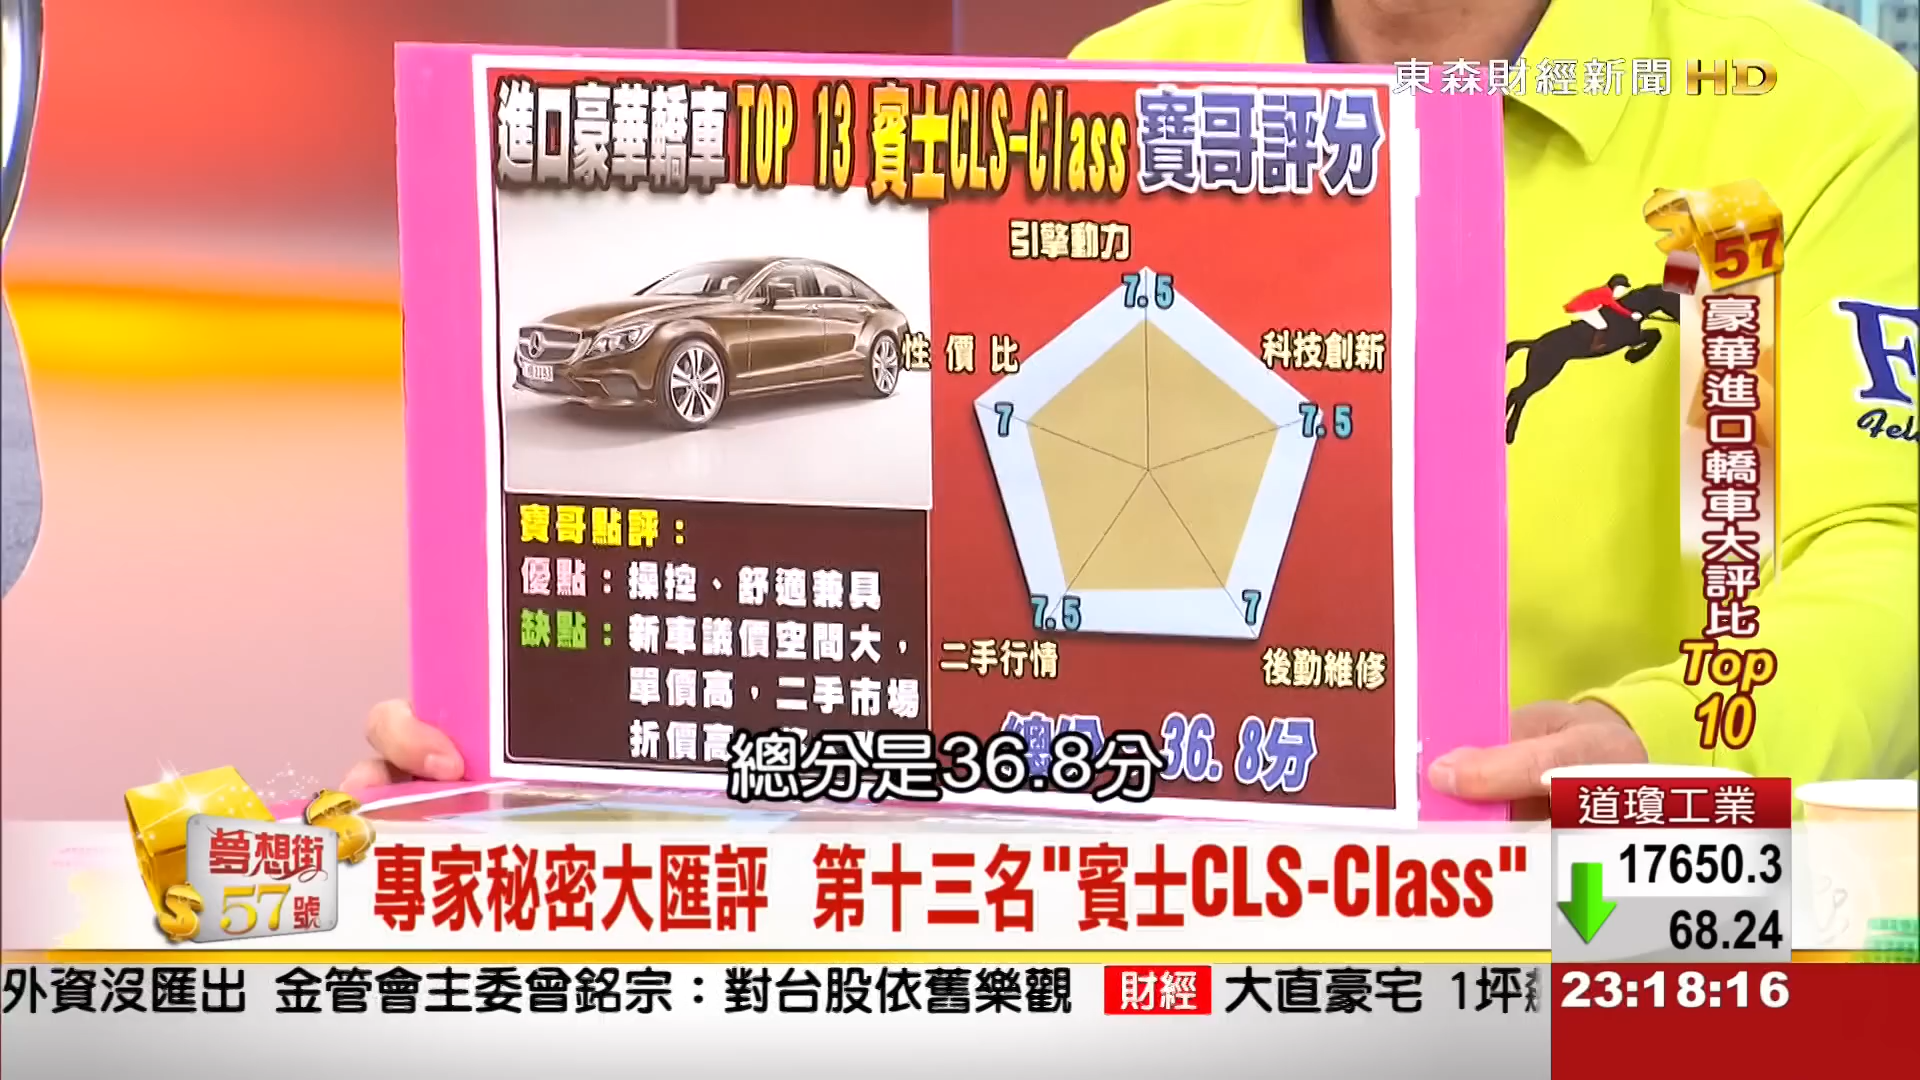 東森財經新聞HD
進口豪華轎車TOP 13 賓士CLS-Class 寶哥評分
引擎動力
7.5
性價比
7
科技創新
7.5
7.5
二手行情
7
後勤維修
寶哥點評：
優點：操控、舒適兼具
缺點：新車議價空間大，
單價高，二手市場
折價高
36.8分
總分是36.8分
57
豪華進口轎車大評比
Top
10
夢想街
57號
專家秘密大匯評 第十三名"賓士CLS-Class"
道瓊工業
17650.3
68.24
外資沒匯出 金管會主委曾銘宗：對台股依舊樂觀 財經 大直豪宅 1坪
23:18:16